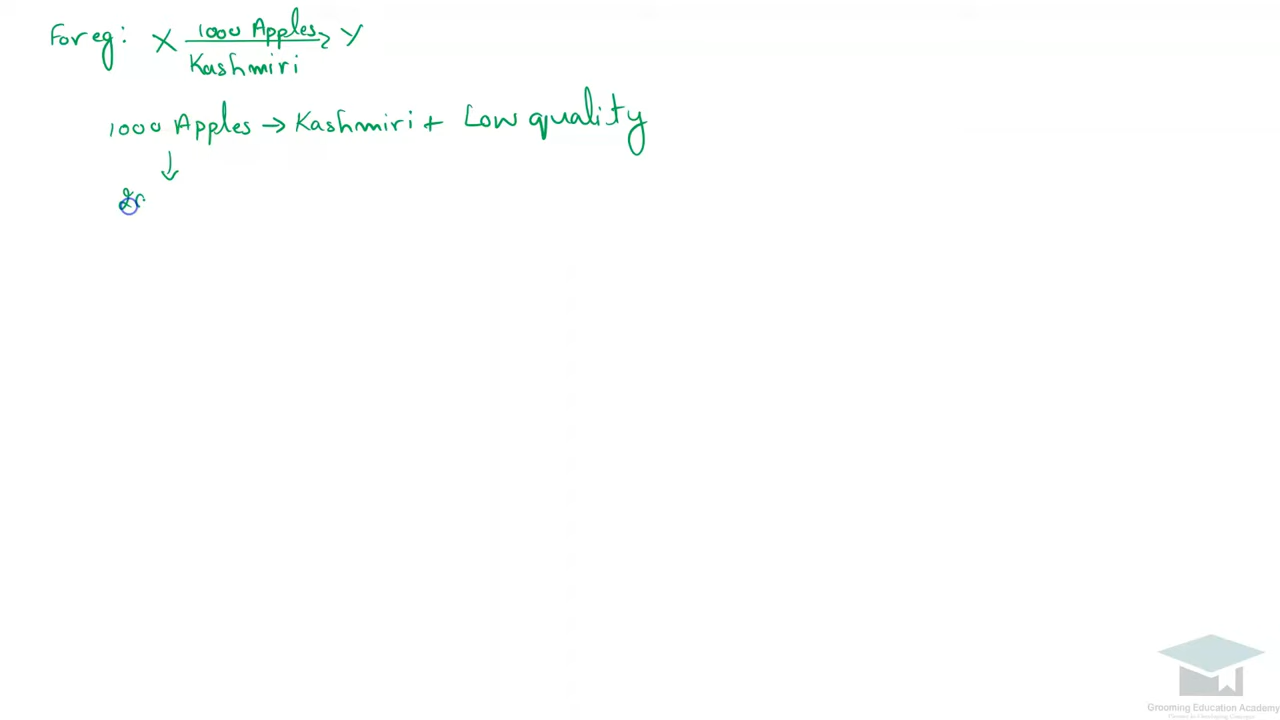 For eg: X 1000 Apples Y
Kashmiri
1000 Apples → Kashmiri + Low quality
↓
Grooming Education Academy